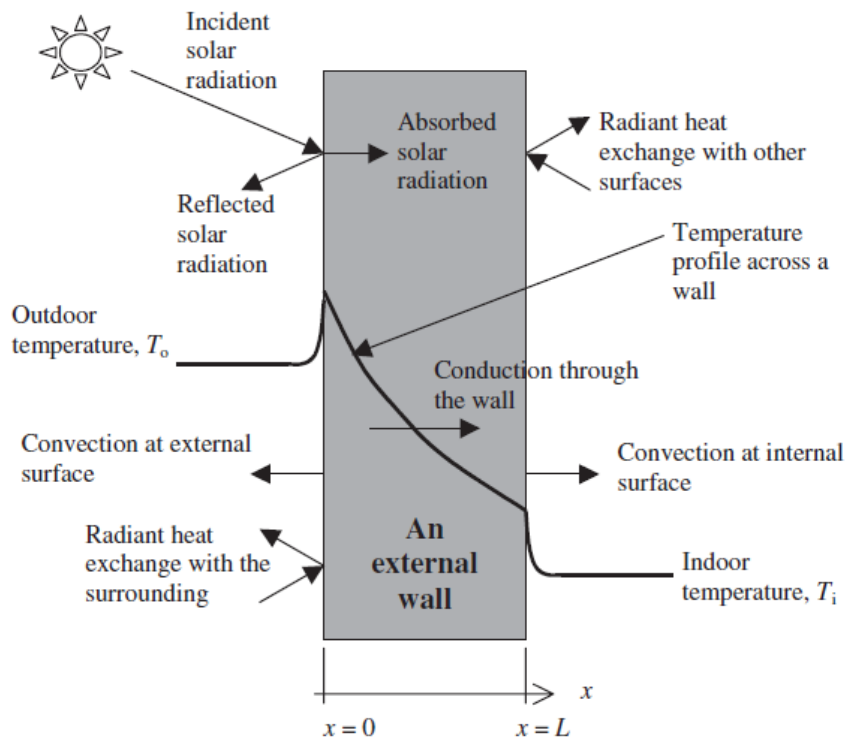 Incident
solar
radiation
Absorbed
solar
radiation
Radiant heat
exchange with other
surfaces
Reflected
solar
radiation
Temperature
profile across a
wall
Outdoor
temperature, Tₒ
Conduction through
the wall
Convection at external
surface
Convection at internal
surface
Radiant heat
exchange with the
surrounding
An
external
wall
Indoor
temperature, Tᵢ
x
x = 0
x = L